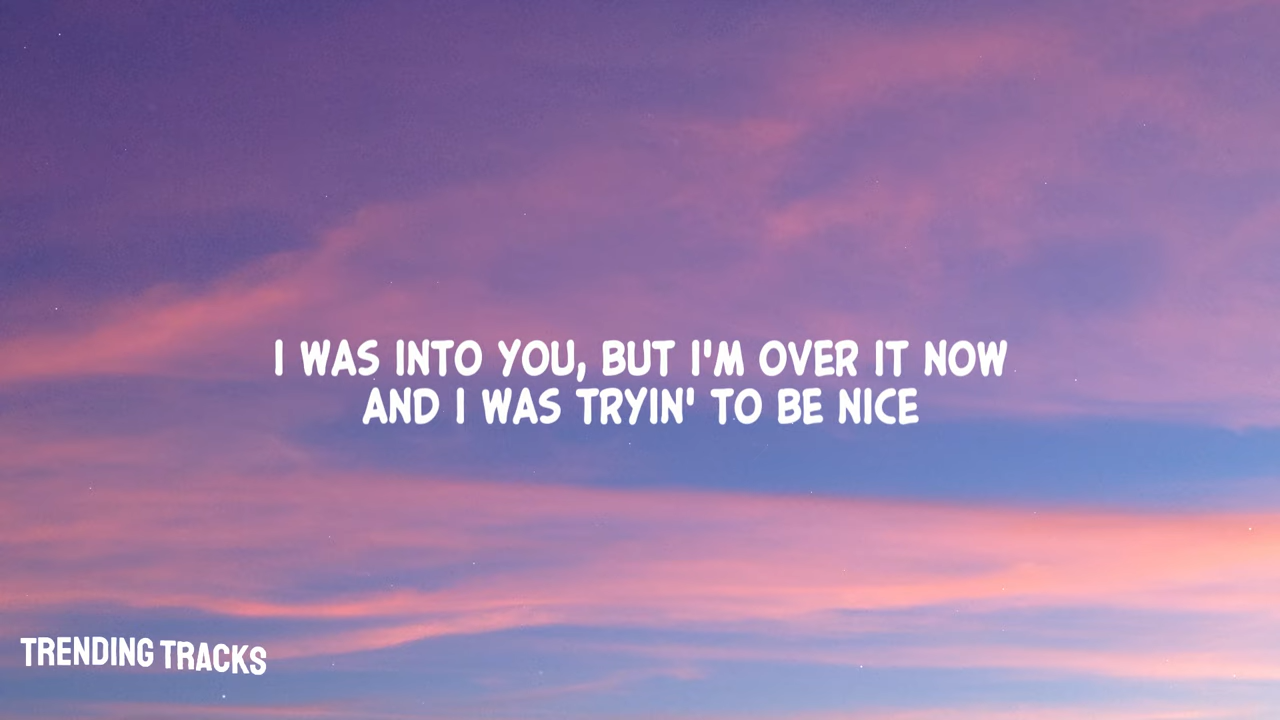 I WAS INTO YOU, BUT I'M OVER IT NOW
AND I WAS TRYIN' TO BE NICE
TRENDING TRACKS